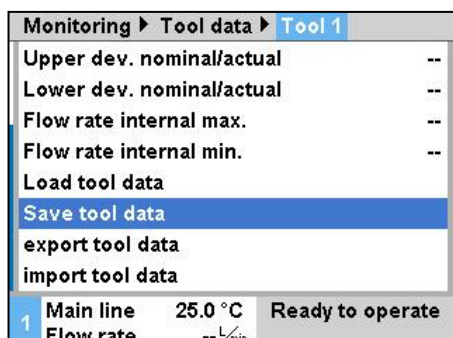 Monitoring ▶ Tool data ▶ Tool 1
Upper dev. nominal/actual --
Lower dev. nominal/actual --
Flow rate internal max. --
Flow rate internal min. --
Load tool data
Save tool data
export tool data
import tool data
1 Main line 25.0 °C Ready to operate
Flow rate -- L/min